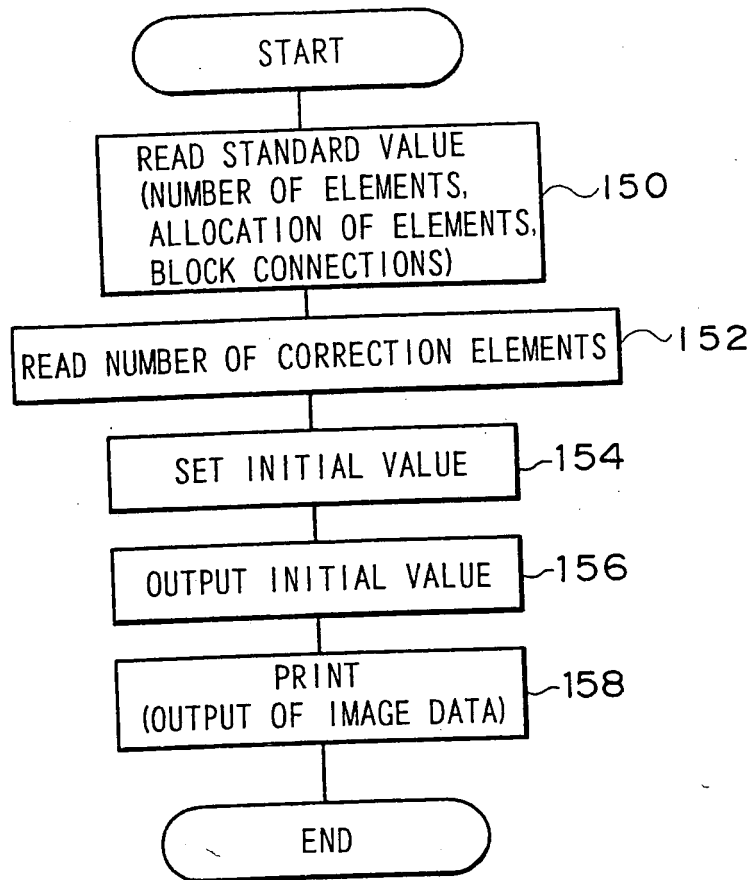 START
READ STANDARD VALUE
(NUMBER OF ELEMENTS,
ALLOCATION OF ELEMENTS,
BLOCK CONNECTIONS)
150
READ NUMBER OF CORRECTION ELEMENTS
152
SET INITIAL VALUE
154
OUTPUT INITIAL VALUE
156
PRINT
(OUTPUT OF IMAGE DATA)
158
END